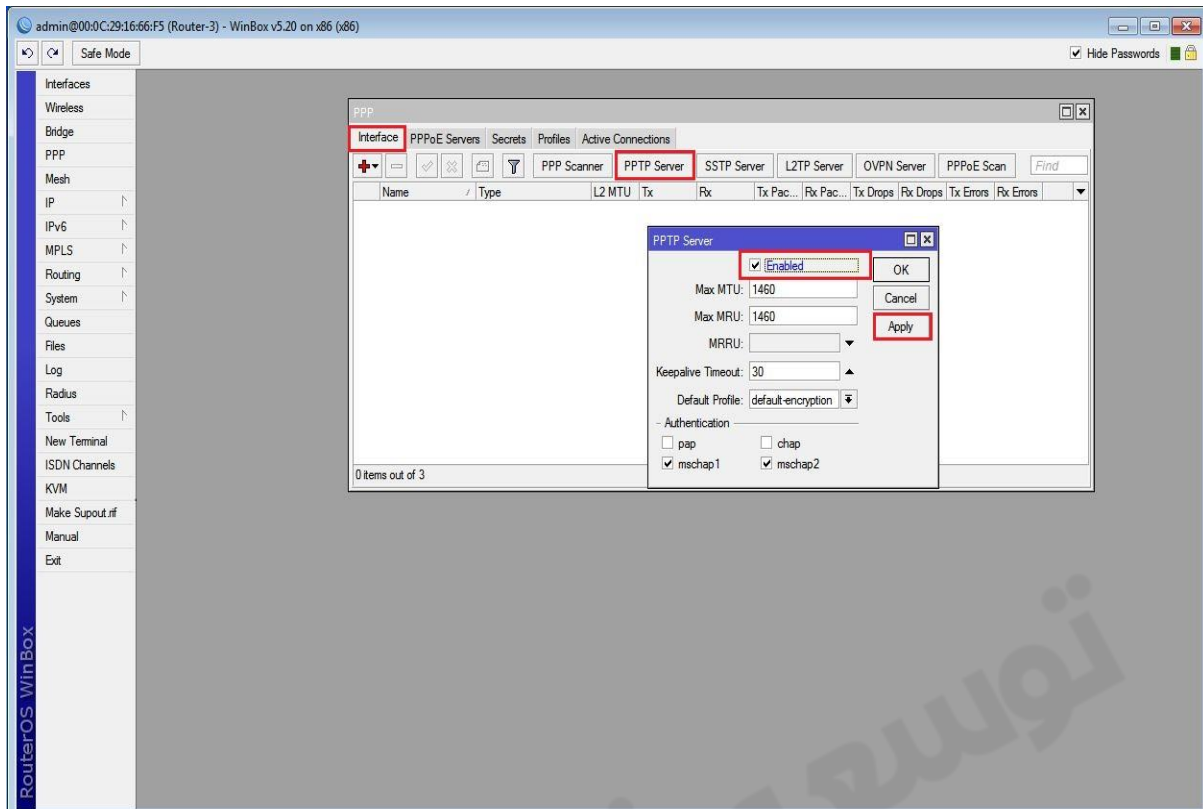 admin@00:0C:29:16:66:F5 (Router-3) - WinBox v5.20 on x86 (x86)
Safe Mode
Hide Passwords
Interfaces
Wireless
Bridge
PPP
Mesh
IP
IPv6
MPLS
Routing
System
Queues
Files
Log
Radius
Tools
New Terminal
ISDN Channels
KVM
Make Supout.rif
Manual
Exit
RouterOS WinBox
PPP
Interface PPPoE Servers Secrets Profiles Active Connections
PPP Scanner PPTP Server SSTP Server L2TP Server OVPN Server PPPoE Scan Find
Name Type L2 MTU Tx Rx Tx Pac... Rx Pac... Tx Drops Rx Drops Tx Errors Rx Errors
0 items out of 3
PPTP Server
Enabled
OK
Max MTU: 1460
Cancel
Max MRU: 1460
Apply
MRRU:
Keepalive Timeout: 30
Default Profile: default-encryption
Authentication
pap chap
mschap1 mschap2